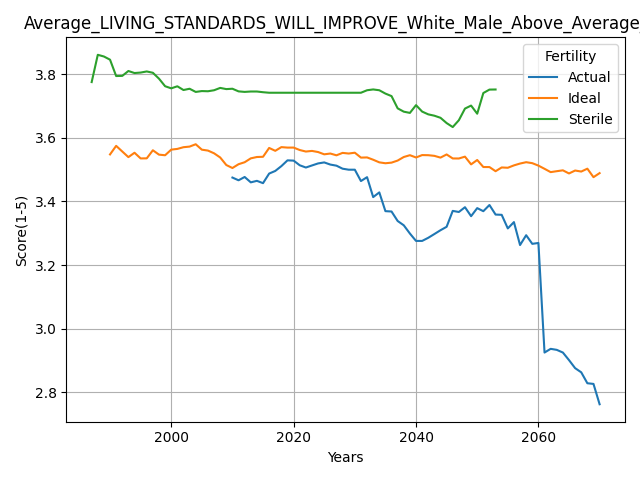 Average_LIVING_STANDARDS_WILL_IMPROVE_White_Male_Above_Average_
Fertility
Actual
Ideal
Sterile
Score(1-5)
3.8
3.6
3.4
3.2
3.0
2.8
2000
2020
2040
2060
Years